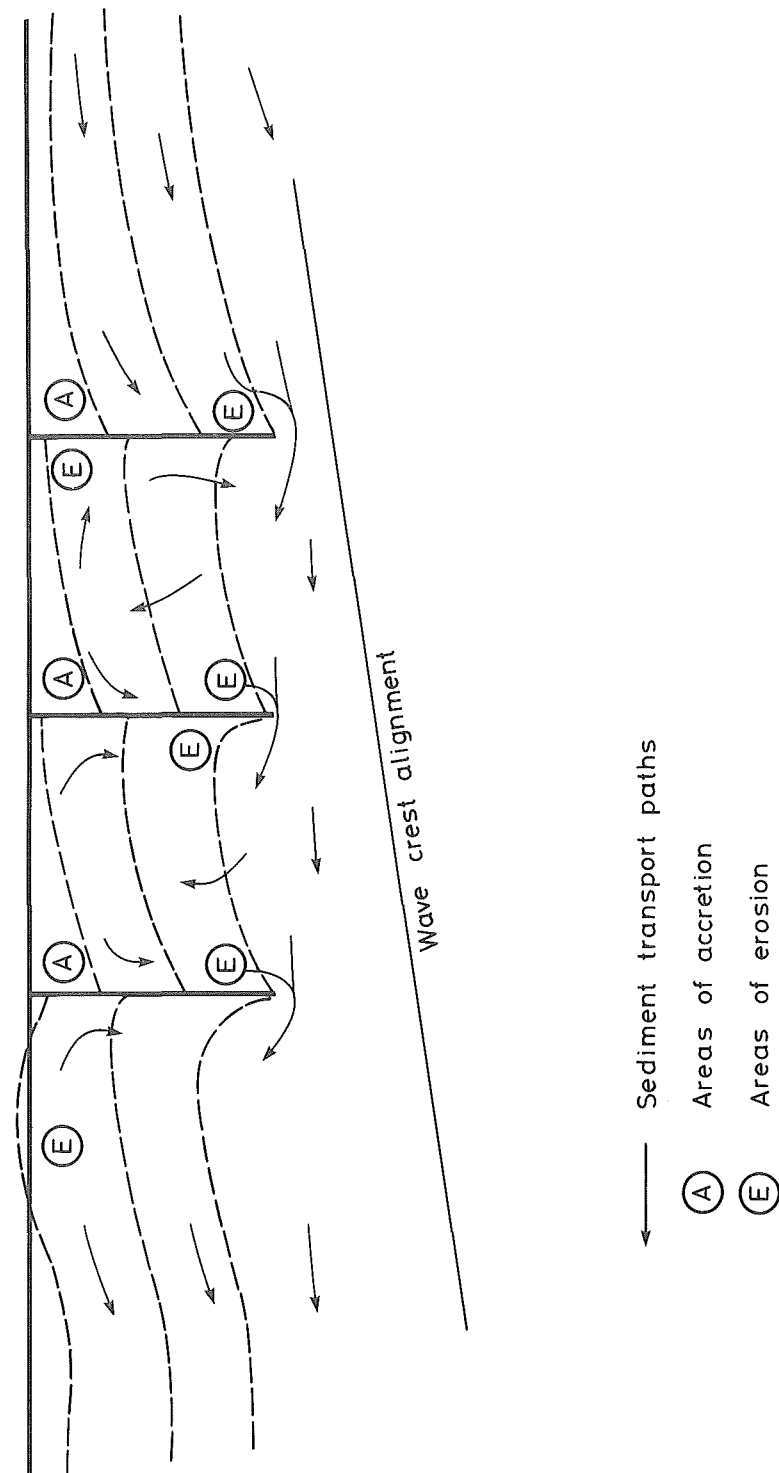 E
A
A
E
A
E
E
E
E
Wave crest alignment
Sediment transport paths
A Areas of accretion
E Areas of erosion